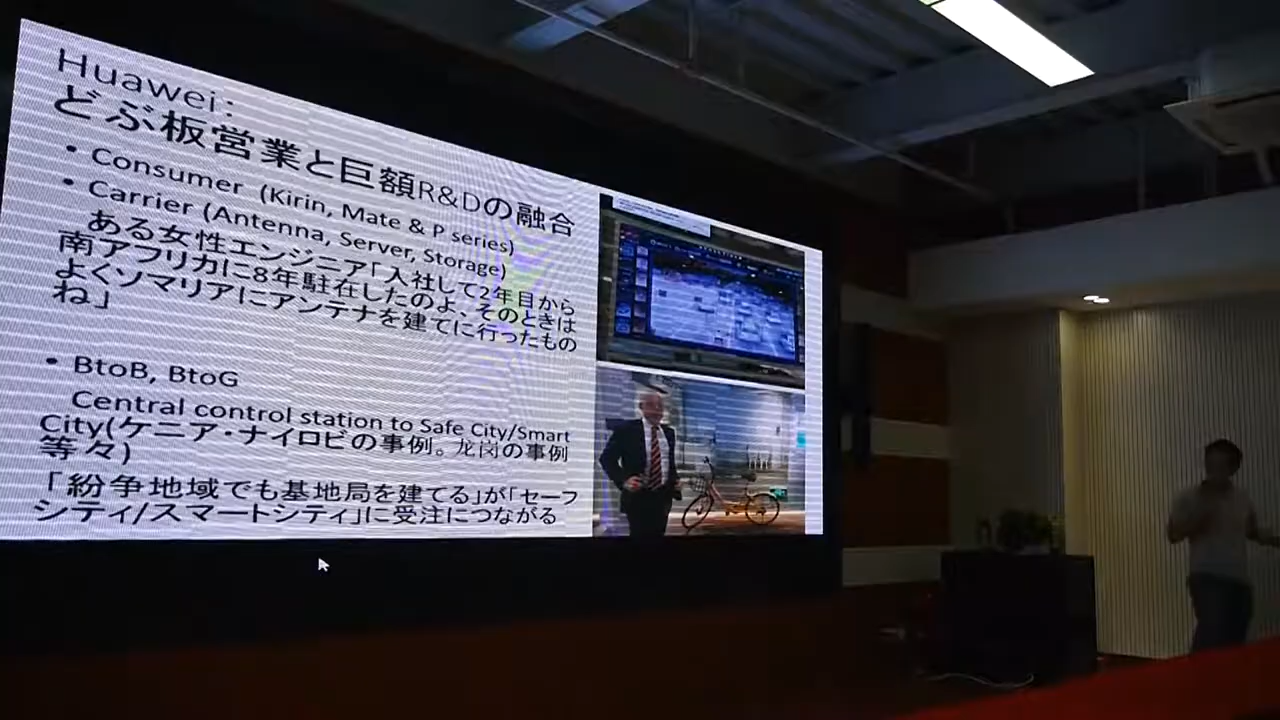 Huawei:
どぶ板営業と巨額R&Dの融合
• Consumer (Kirin, Mate & P series)
• Carrier (Antenna, Server, Storage)
ある女性エンジニア「入社して2年目から
南アフリカに8年駐在したのよ、そのときは
よくソマリアにアンテナを建てに行ったもの
ね」
• BtoB, BtoG
Central control station to Safe City/Smart
City(ケニア・ナイロビの事例。龙岗の事例
等々)
「紛争地域でも基地局を建てる」が「セーフ
シティ/スマートシティ」に受注につながる